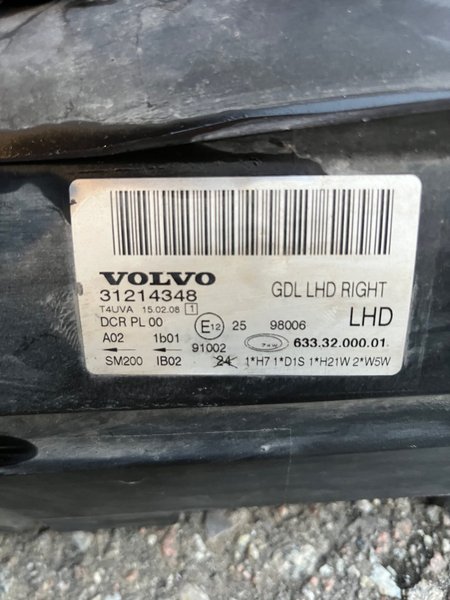 VOLVO
31214348
GDL LHD RIGHT
T4UVA 15.02.08 1
LHD
DCR PL 00 E12 25 98006
A02 1b01 633.32.000.01
SM200 IB02 91002 24 1*H7 1*D1S 1*H21W 2*W5W